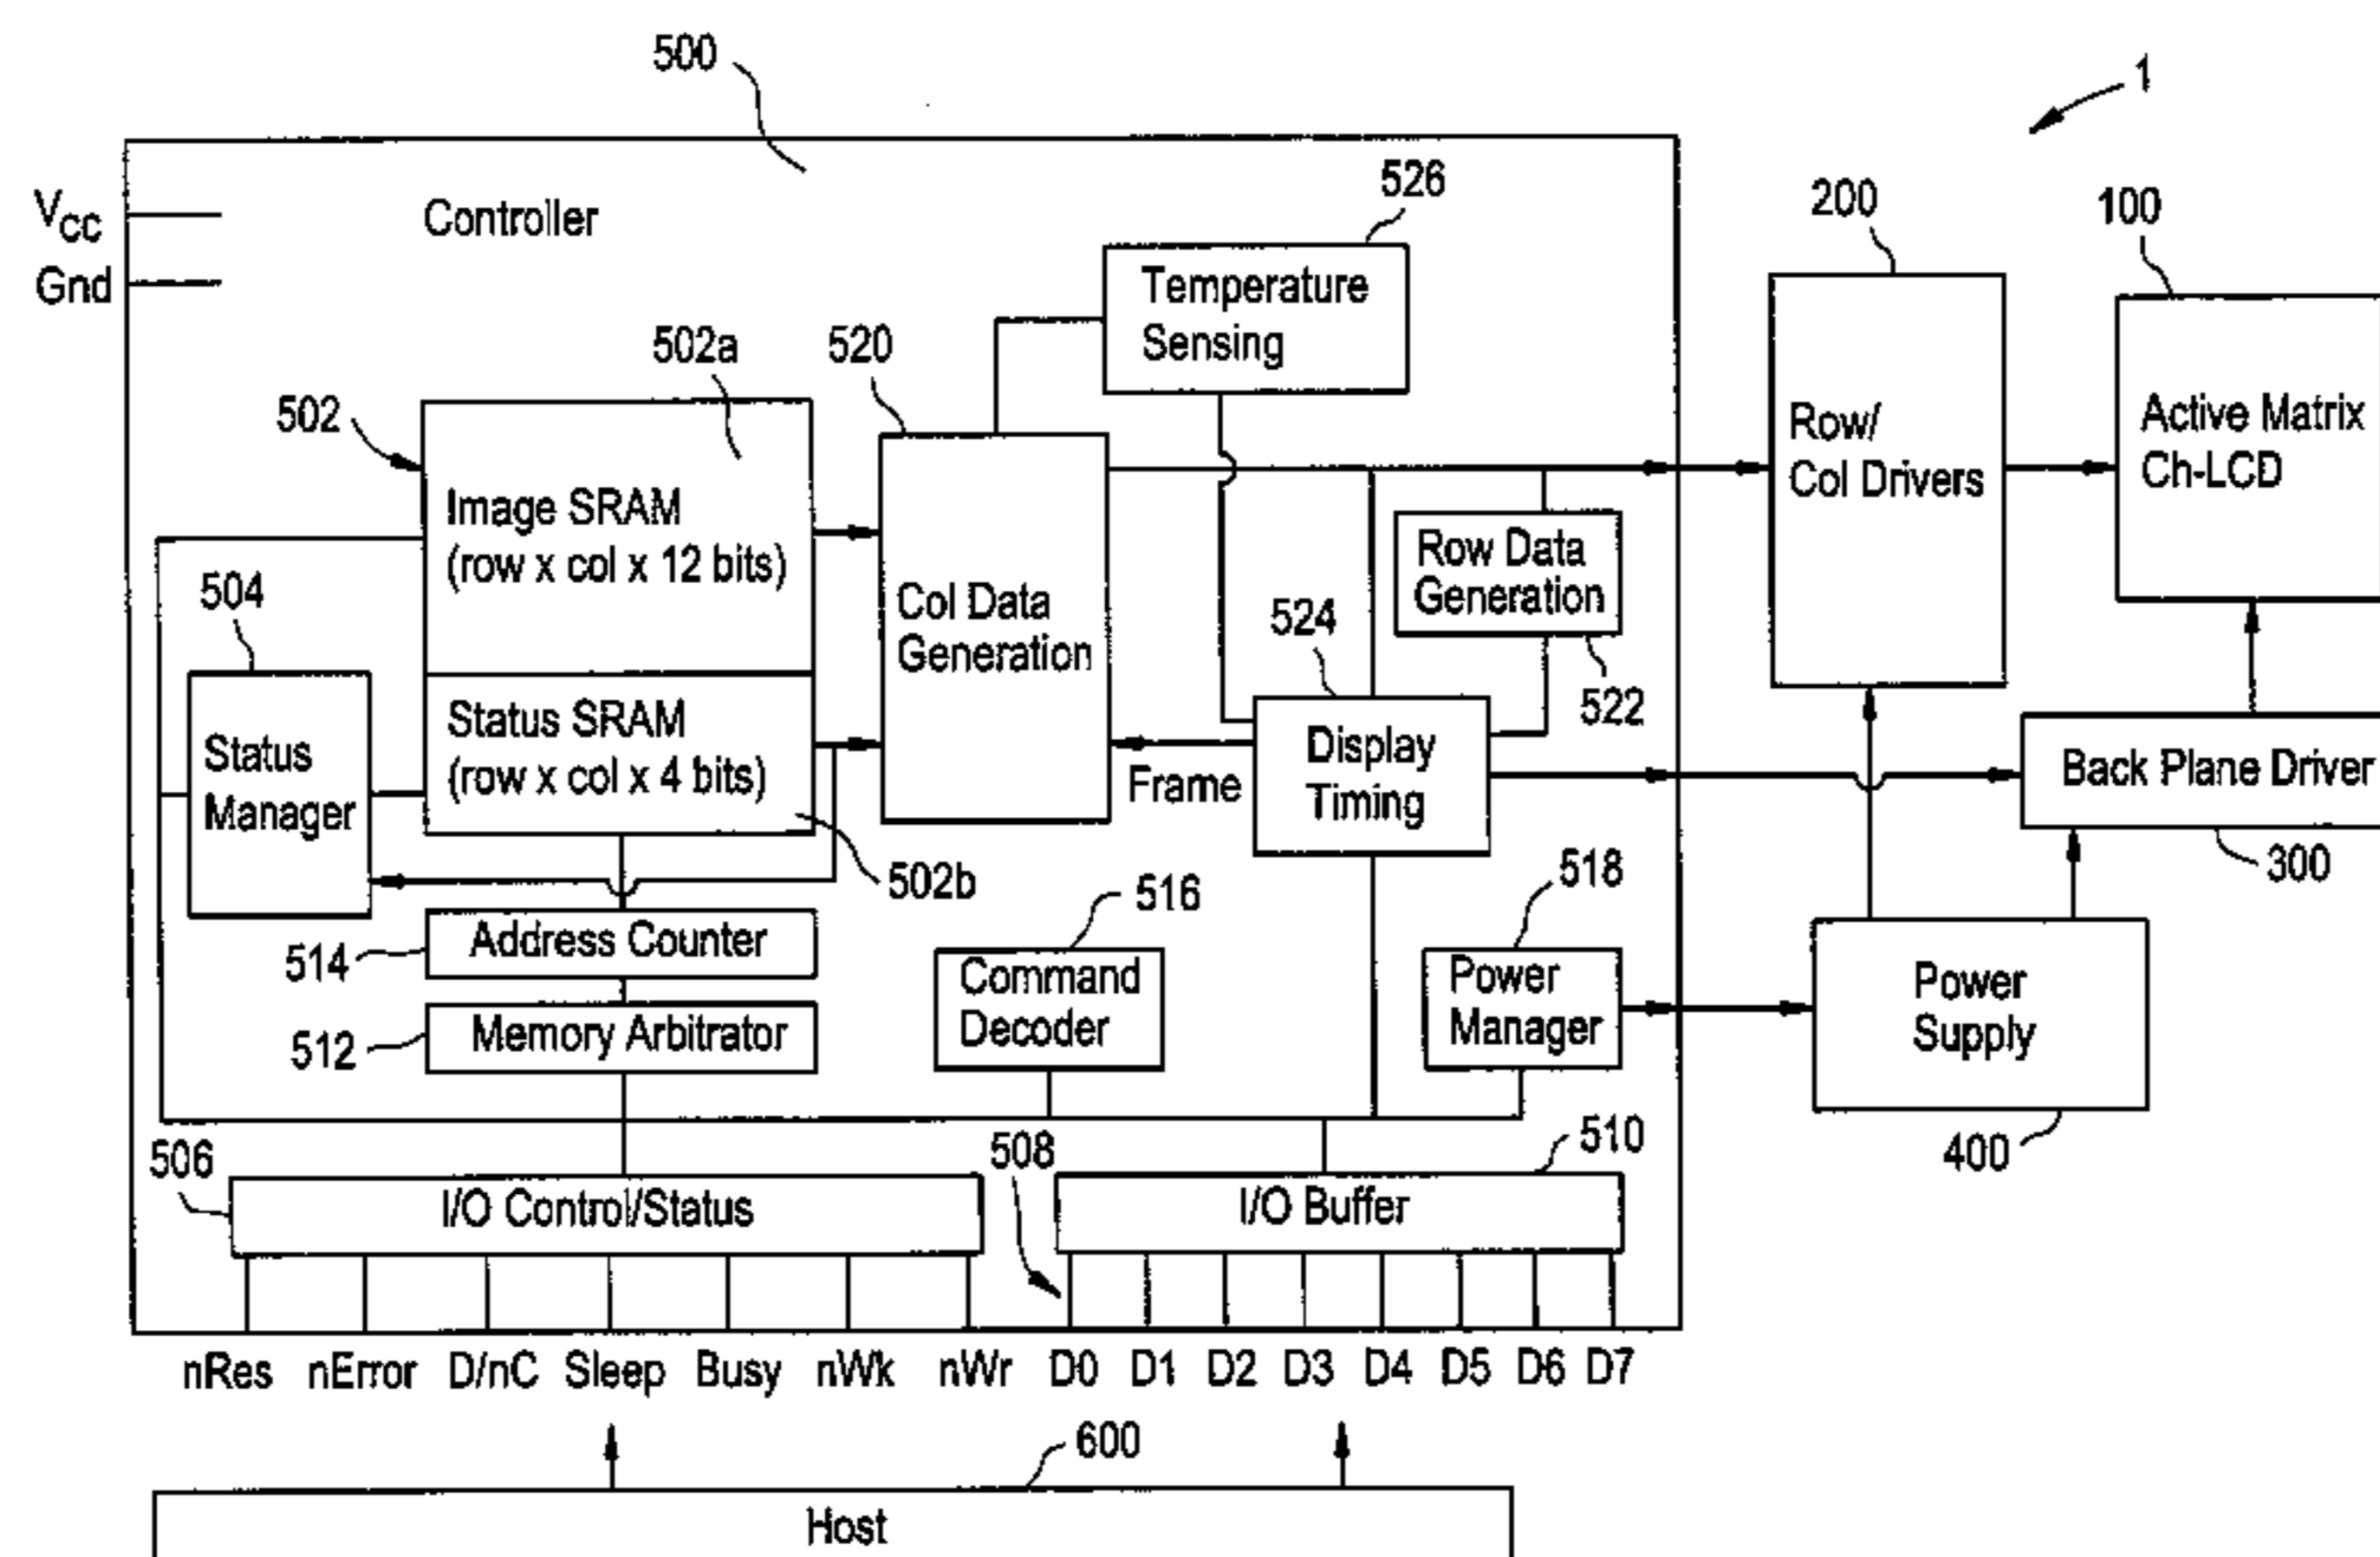 500
1
V_CC
Gnd
Controller
526
200
100
Temperature
Sensing
502a
520
502
Row/
Col Drivers
Active Matrix
Ch-LCD
Image SRAM
(row x col x 12 bits)
Row Data
Generation
504
Col Data
Generation
524
522
Status SRAM
(row x col x 4 bits)
Status
Manager
Display
Timing
Frame
Back Plane Driver
502b
516
518
300
514
Address Counter
Command
Decoder
Power
Manager
Power
Supply
512
Memory Arbitrator
506
508
510
400
I/O Control/Status
I/O Buffer
nRes nError D/nC Sleep Busy nWk nWr D0 D1 D2 D3 D4 D5 D6 D7
600
Host